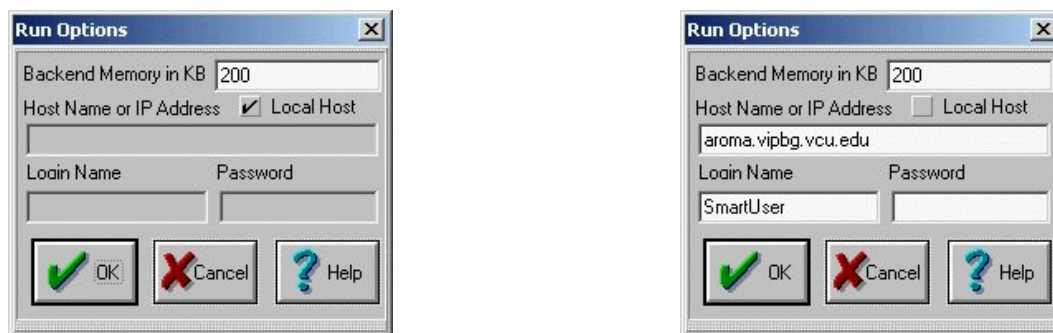 Run Options
Backend Memory in KB 200
Host Name or IP Address Local Host
Login Name Password
OK Cancel Help
Run Options
Backend Memory in KB 200
Host Name or IP Address Local Host
aroma.vipbg.vcu.edu
Login Name Password
SmartUser
OK Cancel Help